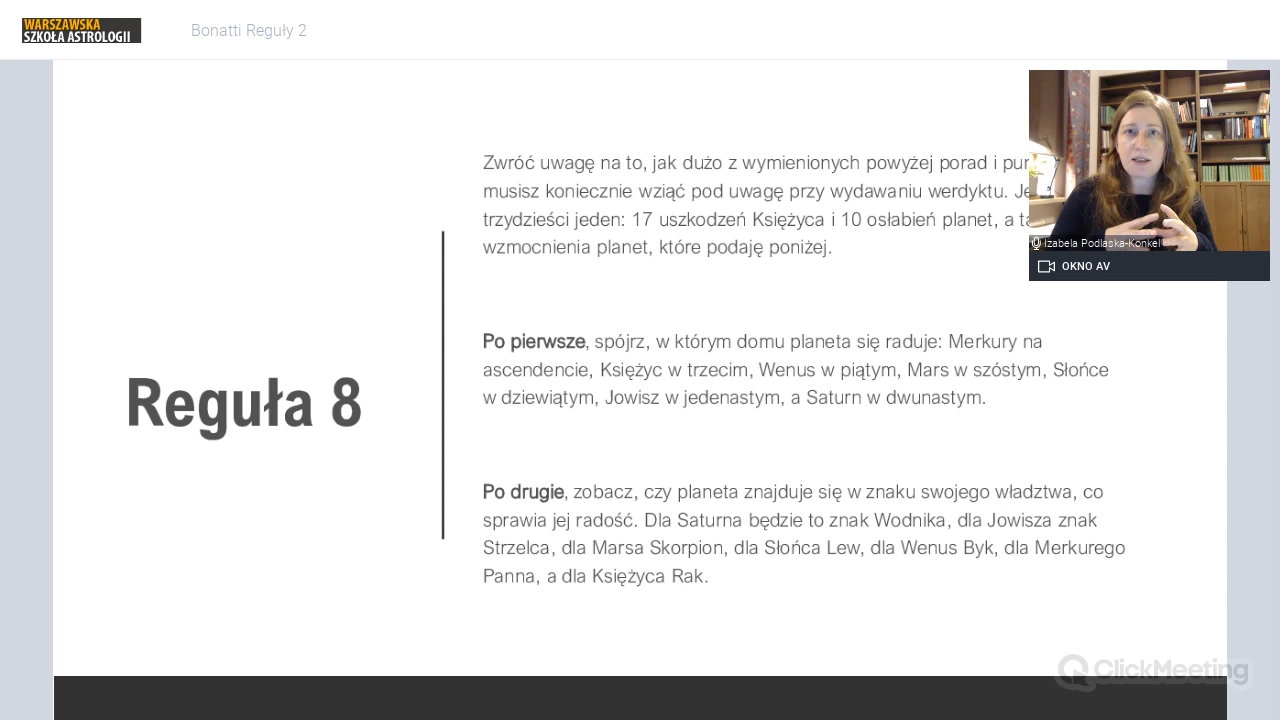 WARSZAWSKA
SZKOŁA ASTROLOGII
Bonatti Reguły 2
Zwróć uwagę na to, jak dużo z wymienionych powyżej porad i
musisz koniecznie wziąć pod uwagę przy wydawaniu werdyktu.
trzydzieści jeden: 17 uszkodzeń Księżyca i 10 osłabień planet, a
wzmocnienia planet, które podaję poniżej.
Izabela Podlaska-Konkel
OKNO AV
Reguła 8
Po pierwsze, spójrz, w którym domu planeta się raduje: Merkury na
ascendencie, Księżyc w trzecim, Wenus w piątym, Mars w szóstym, Słońce
w dziewiątym, Jowisz w jedenastym, a Saturn w dwunastym.
Po drugie, zobacz, czy planeta znajduje się w znaku swojego władztwa, co
sprawia jej radość. Dla Saturna będzie to znak Wodnika, dla Jowisza znak
Strzelca, dla Marsa Skorpion, dla Słońca Lew, dla Wenus Byk, dla Merkurego
Panna, a dla Księżyca Rak.
ClickMeeting